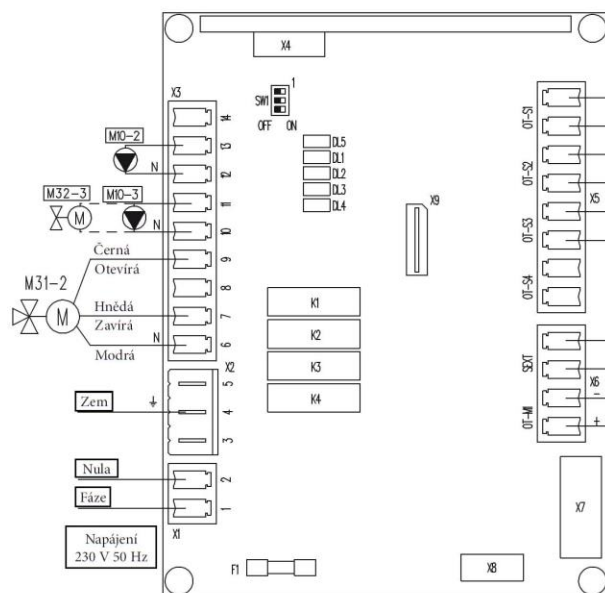 X4
X3
1
SW1
OFF ON
14
13
12
11
10
9
8
7
6
M10-2
N
M32-3 M10-3
M
N
Černá
Otevírá
M31-2
M
Hnědá
Zavírá
N
Modrá
DL5
DL1
DL2
DL3
DL4
X9
K1
K2
K3
K4
X2
5
4
3
Zem
Nula
Fáze
2
1
X1
Napájení
230 V 50 Hz
F1
X8
X7
OT-S1
OT-S2
X5
OT-S3
OT-S4
SEXT
X6
-
OT-M1
+